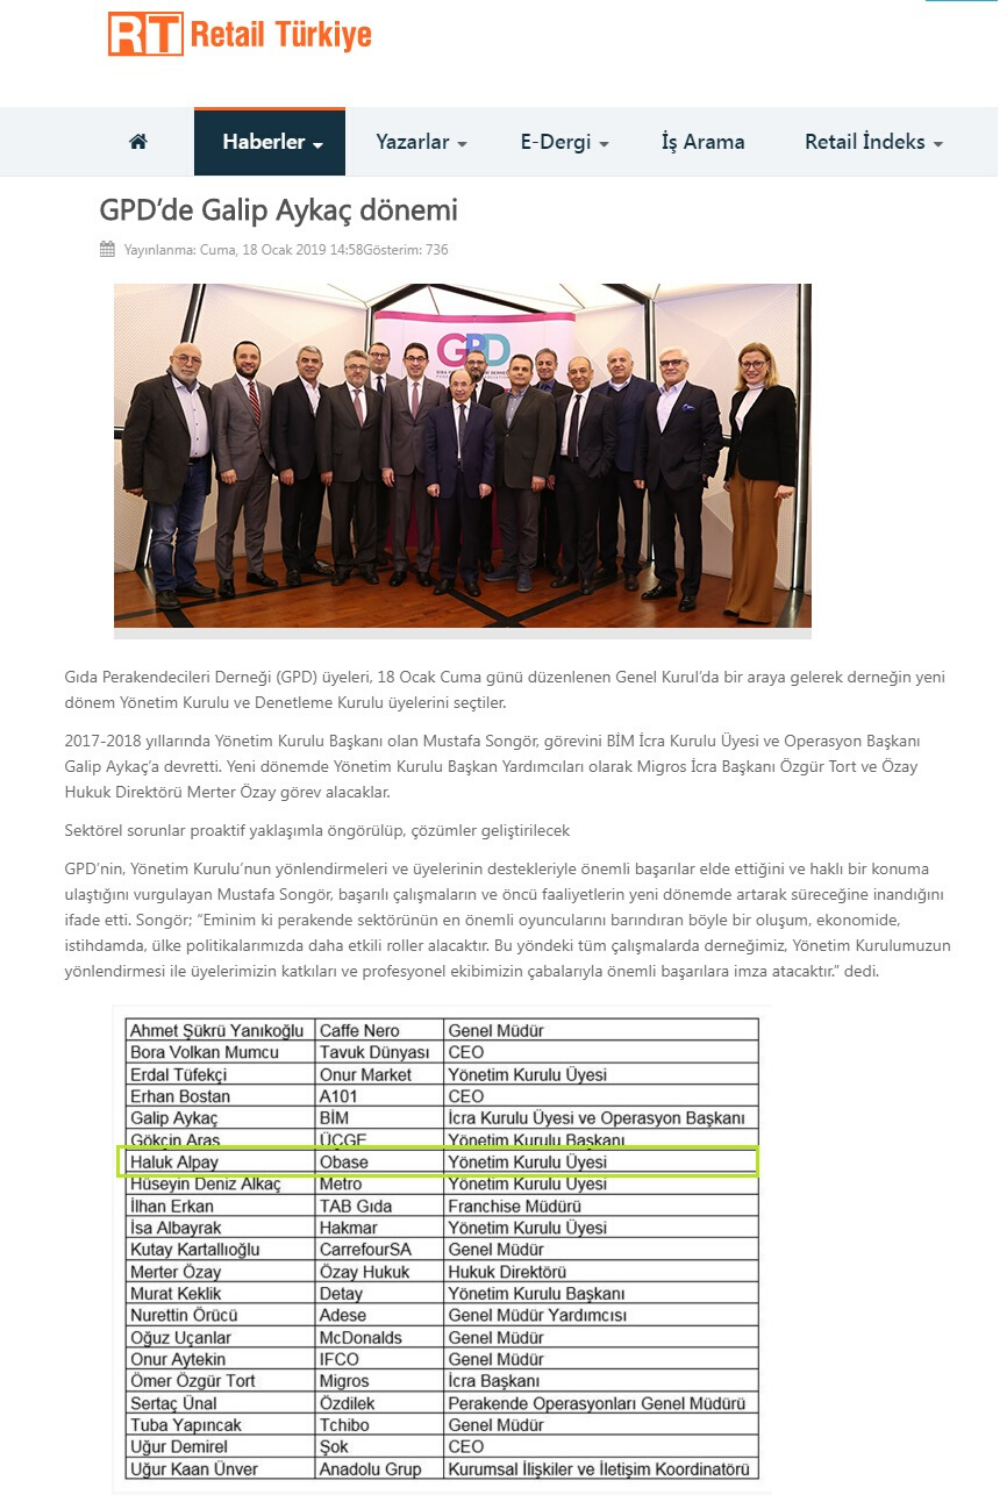 RT Retail Türkiye
Haberler Yazarlar E-Dergi İş Arama Retail İndeks
GPD'de Galip Aykaç dönemi
Yayınlanma: Cuma, 18 Ocak 2019 14:58Gösterim: 736
GPD
Gıda Perakendecileri Derneği (GPD) üyeleri, 18 Ocak Cuma günü düzenlenen Genel Kurul'da bir araya gelerek derneğin yeni
dönem Yönetim Kurulu ve Denetleme Kurulu üyelerini seçtiler.
2017-2018 yıllarında Yönetim Kurulu Başkanı olan Mustafa Songör, görevini BİM İcra Kurulu Üyesi ve Operasyon Başkanı
Galip Aykaç'a devretti. Yeni dönemde Yönetim Kurulu Başkan Yardımcıları olarak Migros İcra Başkanı Özgür Tort ve Özay
Hukuk Direktörü Merter Özay görev alacaklar.
Sektörel sorunlar proaktif yaklaşımla öngörülüp, çözümler geliştirilecek
GPD'nin, Yönetim Kurulu'nun yönlendirmeleri ve üyelerinin destekleriyle önemli başarılar elde ettiğini ve haklı bir konuma
ulaştığını vurgulayan Mustafa Songör, başarılı çalışmaların ve öncü faaliyetlerin yeni dönemde artarak süreceğine inandığını
ifade etti. Songör; "Eminim ki perakende sektörünün en önemli oyuncularını barındıran böyle bir oluşum, ekonomide,
istihdamda, ülke politikalarımızda daha etkili roller alacaktır. Bu yöndeki tüm çalışmalarda derneğimiz, Yönetim Kurulumuzun
yönlendirmesi ile üyelerimizin katkıları ve profesyonel ekibimizin çabalarıyla önemli başarılara imza atacaktır." dedi.
Ahmet Şükrü Yanıkoğlu Caffe Nero Genel Müdür
Bora Volkan Mumcu Tavuk Dünyası CEO
Erdal Tüfekçi Onur Market Yönetim Kurulu Üyesi
Erhan Bostan A101 CEO
Galip Aykaç BİM İcra Kurulu Üyesi ve Operasyon Başkanı
Gökçin Aras ÜÇGE Yönetim Kurulu Başkanı
Haluk Alpay Obase Yönetim Kurulu Üyesi
Hüseyin Deniz Alkaç Metro Yönetim Kurulu Üyesi
İlhan Erkan TAB Gıda Franchise Müdürü
İsa Albayrak Hakmar Yönetim Kurulu Üyesi
Kutay Kartallıoğlu CarrefourSA Genel Müdür
Merter Özay Özay Hukuk Hukuk Direktörü
Murat Keklik Detay Yönetim Kurulu Başkanı
Nurettin Örücü Adese Genel Müdür Yardımcısı
Oğuz Uçanlar McDonalds Genel Müdür
Onur Aytekin IFCO Genel Müdür
Ömer Özgür Tort Migros İcra Başkanı
Sertaç Ünal Özdilek Perakende Operasyonları Genel Müdürü
Tuba Yapıncak Tchibo Genel Müdür
Uğur Demirel Şok CEO
Uğur Kaan Ünver Anadolu Grup Kurumsal İlişkiler ve İletişim Koordinatörü